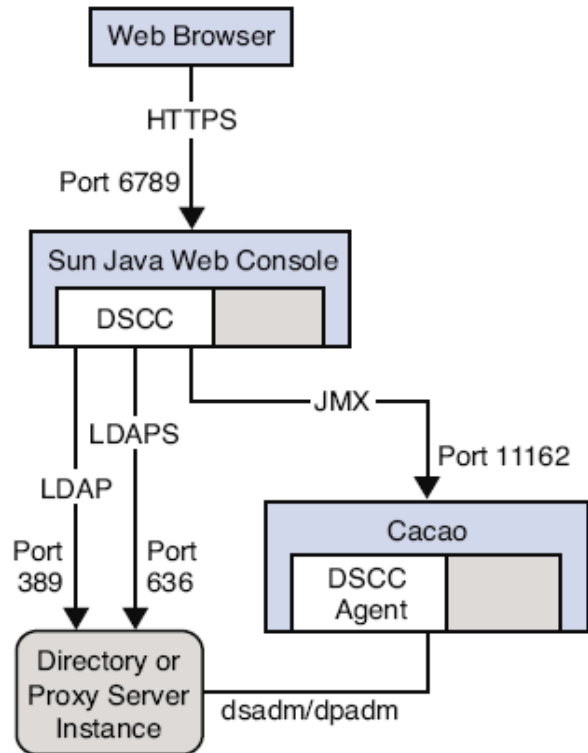 Web Browser
HTTPS
Port 6789
Sun Java Web Console
DSCC
JMX
LDAPS
Port 11162
LDAP
Cacao
Port
389
Port
636
DSCC
Agent
Directory or
Proxy Server
Instance
dsadm/dpadm